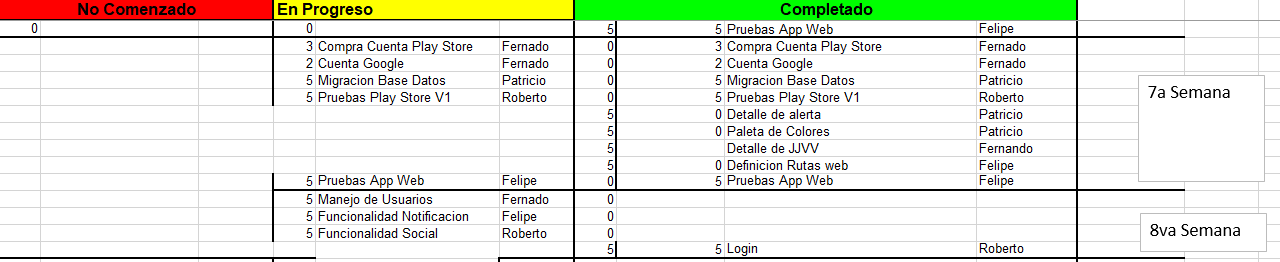 No Comenzado En Progreso Completado
0 0 5 5 Pruebas App Web Felipe
3 Compra Cuenta Play Store Fernado 0 3 Compra Cuenta Play Store Fernado
2 Cuenta Google Fernado 0 2 Cuenta Google Fernado
5 Migracion Base Datos Patricio 0 5 Migracion Base Datos Patricio
7a Semana
5 Pruebas Play Store V1 Roberto 0 5 Pruebas Play Store V1 Roberto
5 0 Detalle de alerta Patricio
5 0 Paleta de Colores Patricio
5 Detalle de JJVV Fernando
5 0 Definicion Rutas web Felipe
5 Pruebas App Web Felipe 0 5 Pruebas App Web Felipe
5 Manejo de Usuarios Fernado 0
5 Funcionalidad Notificacion Felipe 0
5 Funcionalidad Social Roberto 0
8va Semana
5 5 Login Roberto